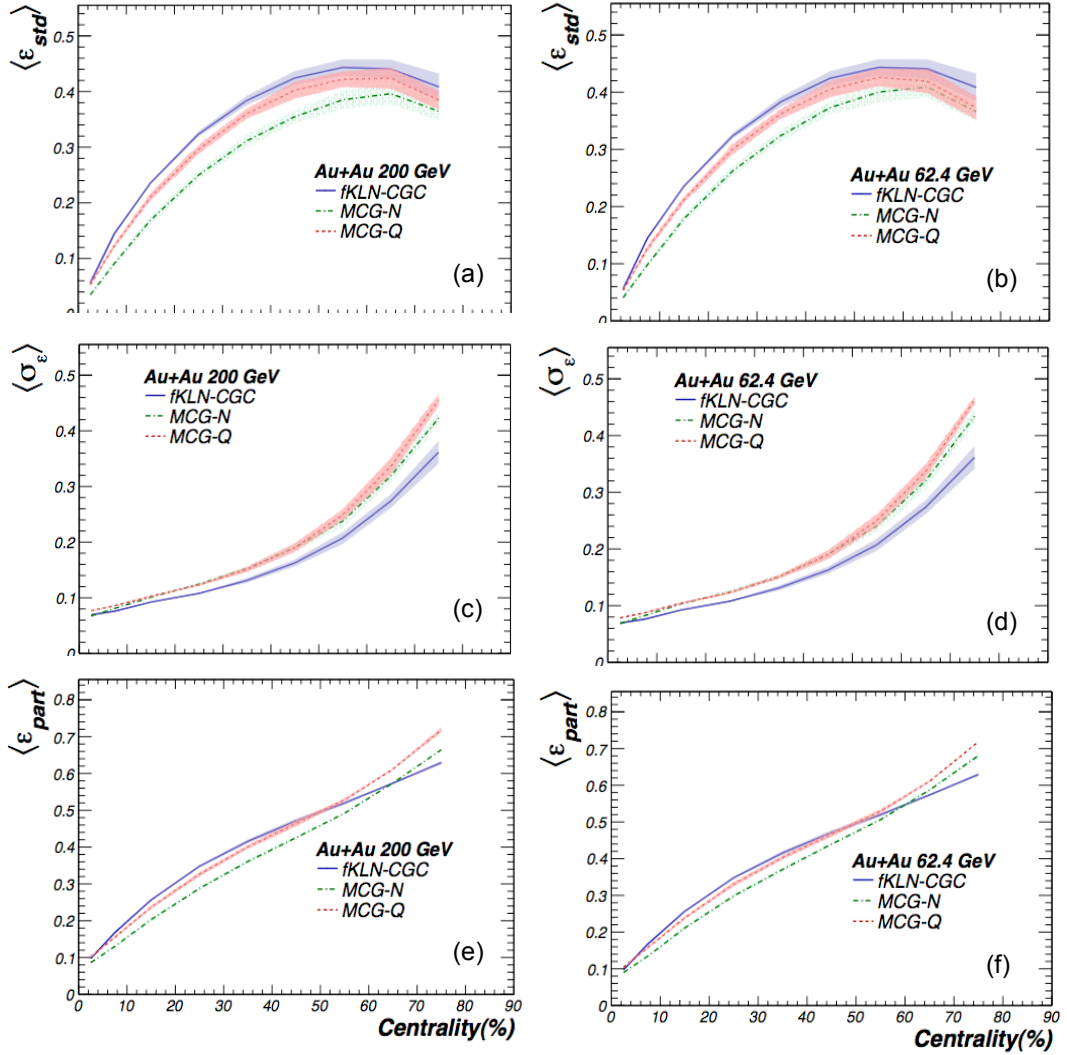 ⟨ε std⟩
0.5
0.4
0.3
0.2
0.1
0
Au+Au 200 GeV
fKLN-CGC
MCG-N
MCG-Q
(a)
⟨ε std⟩
0.5
0.4
0.3
0.2
0.1
0
Au+Au 62.4 GeV
fKLN-CGC
MCG-N
MCG-Q
(b)
⟨σε⟩
0.5
0.4
0.3
0.2
0.1
0
Au+Au 200 GeV
fKLN-CGC
MCG-N
MCG-Q
(c)
⟨σε⟩
0.5
0.4
0.3
0.2
0.1
0
Au+Au 62.4 GeV
fKLN-CGC
MCG-N
MCG-Q
(d)
⟨ε part⟩
0.8
0.7
0.6
0.5
0.4
0.3
0.2
0.1
0
Au+Au 200 GeV
fKLN-CGC
MCG-N
MCG-Q
(e)
0 10 20 30 40 50 60 70 80 90
Centrality(%)
⟨ε part⟩
0.8
0.7
0.6
0.5
0.4
0.3
0.2
0.1
0
Au+Au 62.4 GeV
fKLN-CGC
MCG-N
MCG-Q
(f)
0 10 20 30 40 50 60 70 80 90
Centrality(%)